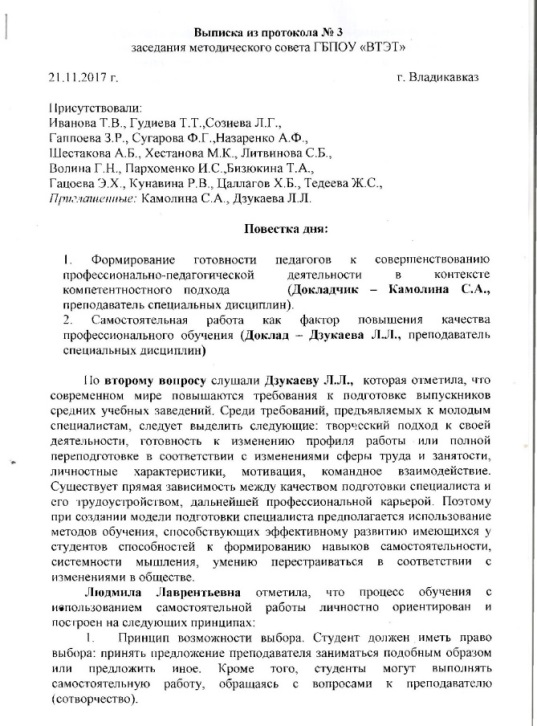 Выписка из протокола № 3
заседания методического совета ГБПОУ «ВТЭТ»
21.11.2017 г. г. Владикавказ
Присутствовали:
Иванова Т.В., Гудиева Т.Т.,Созиева Л.Г.,
Гаппоева З.Р., Сугарова Ф.Г.,Назаренко А.Ф.,
Шестакова А.Б., Хестанова М.К., Литвинова С.Б.,
Волина Г.Н., Пархоменко И.С.,Бизюкина Т.А.,
Гацоева Э.Х., Кунавина Р.В., Цаллагов Х.Б., Тедеева Ж.С.,
Приглашенные: Камолина С.А., Дзукаева Л.Л.
Повестка дня:
1. Формирование готовности педагогов к совершенствованию
профессионально-педагогической деятельности в контексте
компетентностного подхода (Докладчик – Камолина С.А.,
преподаватель специальных дисциплин).
2. Самостоятельная работа как фактор повышения качества
профессионального обучения (Доклад – Дзукаева Л.Л., преподаватель
специальных дисциплин)
По второму вопросу слушали Дзукаеву Л.Л., которая отметила, что
современном мире повышаются требования к подготовке выпускников
средних учебных заведений. Среди требований, предъявляемых к молодым
специалистам, следует выделить следующие: творческий подход к своей
деятельности, готовность к изменению профиля работы или полной
переподготовке в соответствии с изменениями сферы труда и занятости,
личностные характеристики, мотивация, командное взаимодействие.
Существует прямая зависимость между качеством подготовки специалиста и
его трудоустройством, дальнейшей профессиональной карьерой. Поэтому
при создании модели подготовки специалиста предполагается использование
методов обучения, способствующих эффективному развитию имеющихся у
студентов способностей к формированию навыков самостоятельности,
системности мышления, умению перестраиваться в соответствии с
изменениями в обществе.
Людмила Лаврентьевна отметила, что процесс обучения с
использованием самостоятельной работы личностно ориентирован и
построен на следующих принципах:
1. Принцип возможности выбора. Студент должен иметь право
выбора: принять предложение преподавателя заниматься подобным образом
или предложить иное. Кроме того, студенты могут выполнять
самостоятельную работу, обращаясь с вопросами к преподавателю
(сотворчество).